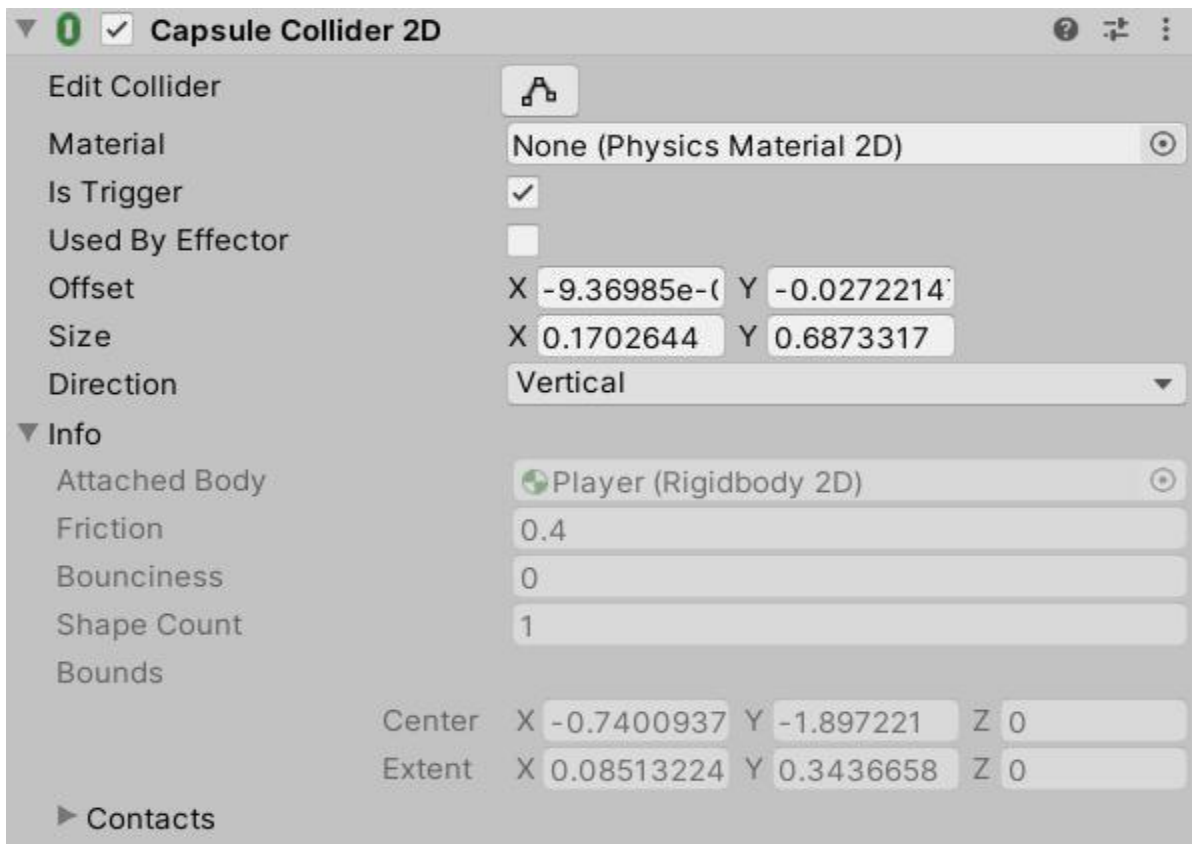 Capsule Collider 2D
Edit Collider
Material None (Physics Material 2D)
Is Trigger
Used By Effector
Offset X -9.36985e-( Y -0.0272214
Size X 0.1702644 Y 0.6873317
Direction Vertical
Info
Attached Body Player (Rigidbody 2D)
Friction 0.4
Bounciness 0
Shape Count 1
Bounds
Center X -0.7400937 Y -1.897221 Z 0
Extent X 0.08513224 Y 0.3436658 Z 0
Contacts